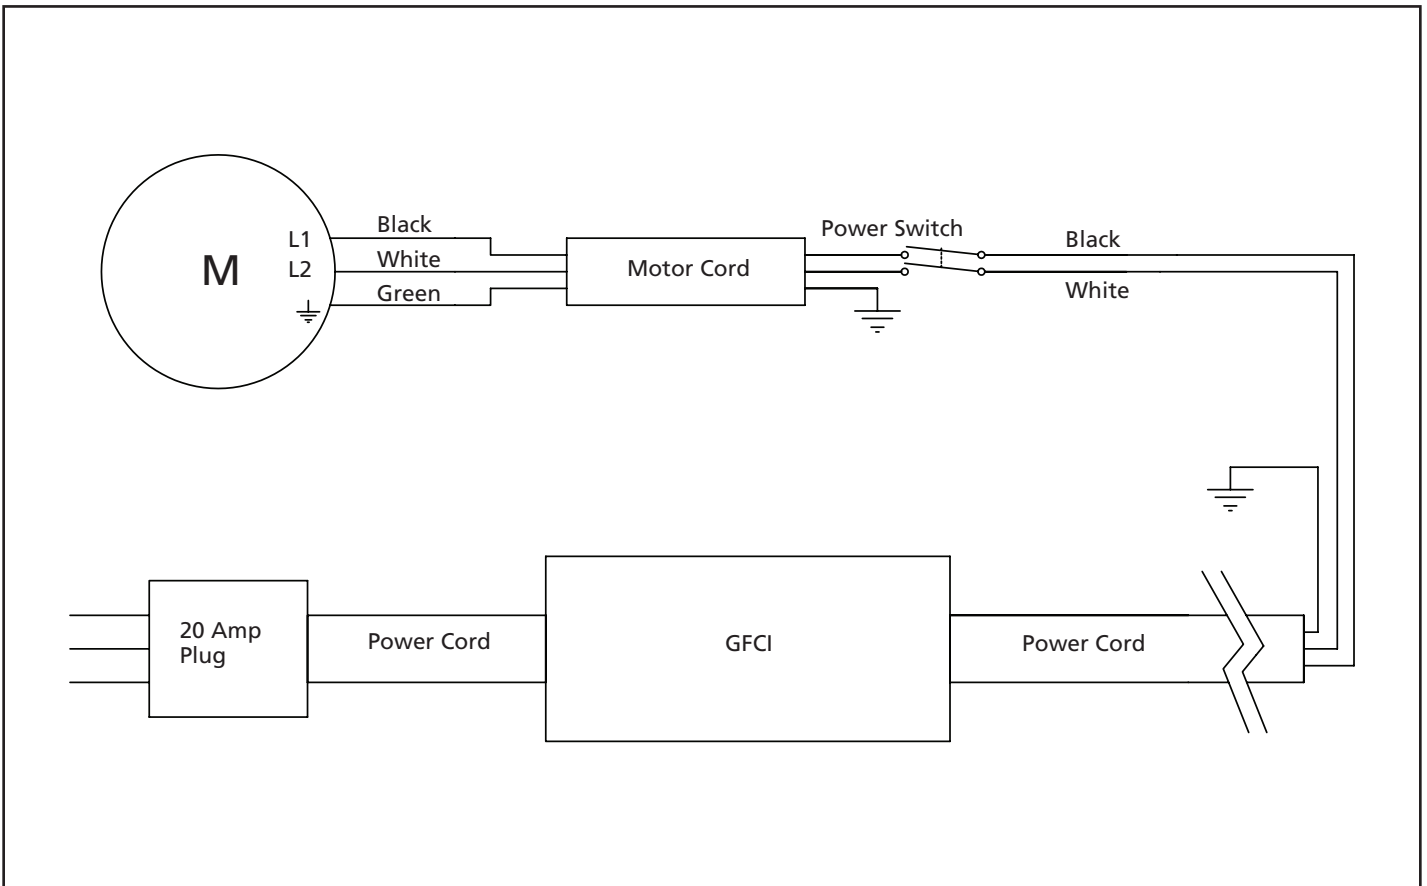 Black
L1
Power Switch
Black
M
L2
White
Motor Cord
Green
White
20 Amp
Plug
Power Cord
GFCI
Power Cord